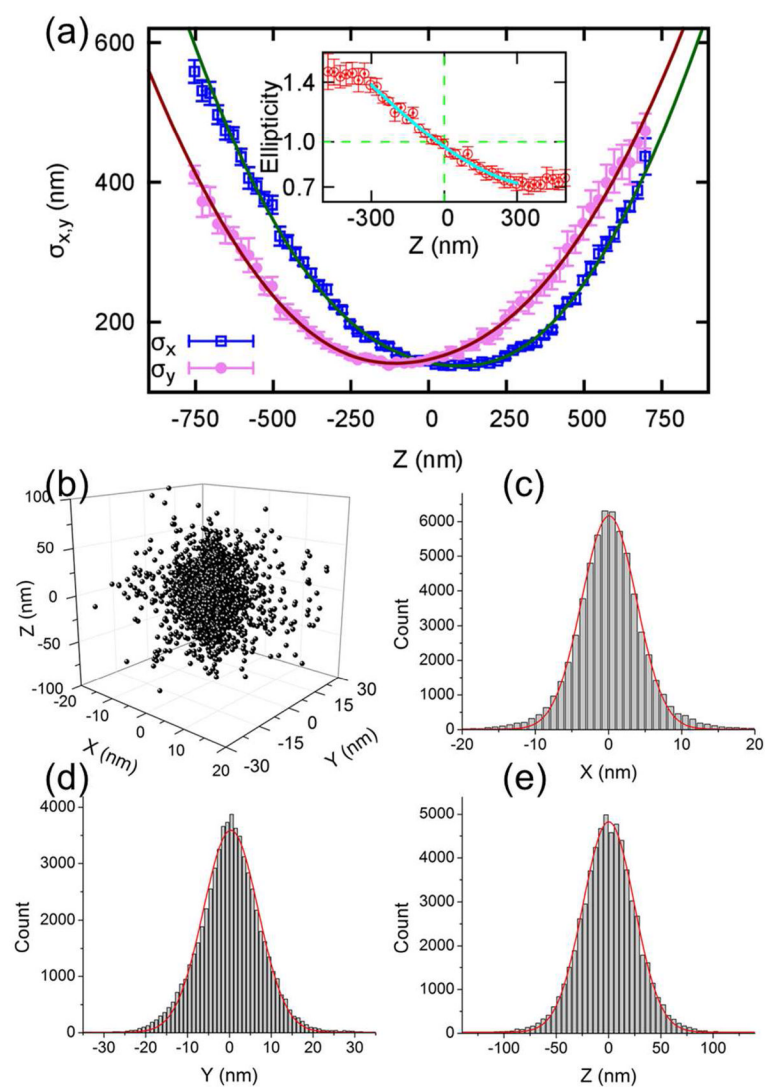 (a)
600
400
200
σx,y (nm)
1.4
1.0
0.7
Ellipticity
-300 0 300
Z (nm)
σx
σy
-750 -500 -250 0 250 500 750
Z (nm)
(b)
100
50
0
-50
-100
Z (nm)
-20 -10 0 10 20
X (nm)
-30 -15 0 15 30
Y (nm)
(c)
6000
5000
4000
3000
2000
1000
0
Count
-20 -10 0 10 20
X (nm)
(d)
4000
3000
2000
1000
0
Count
-30 -20 -10 0 10 20 30
Y (nm)
(e)
5000
4000
3000
2000
1000
0
Count
-100 -50 0 50 100
Z (nm)